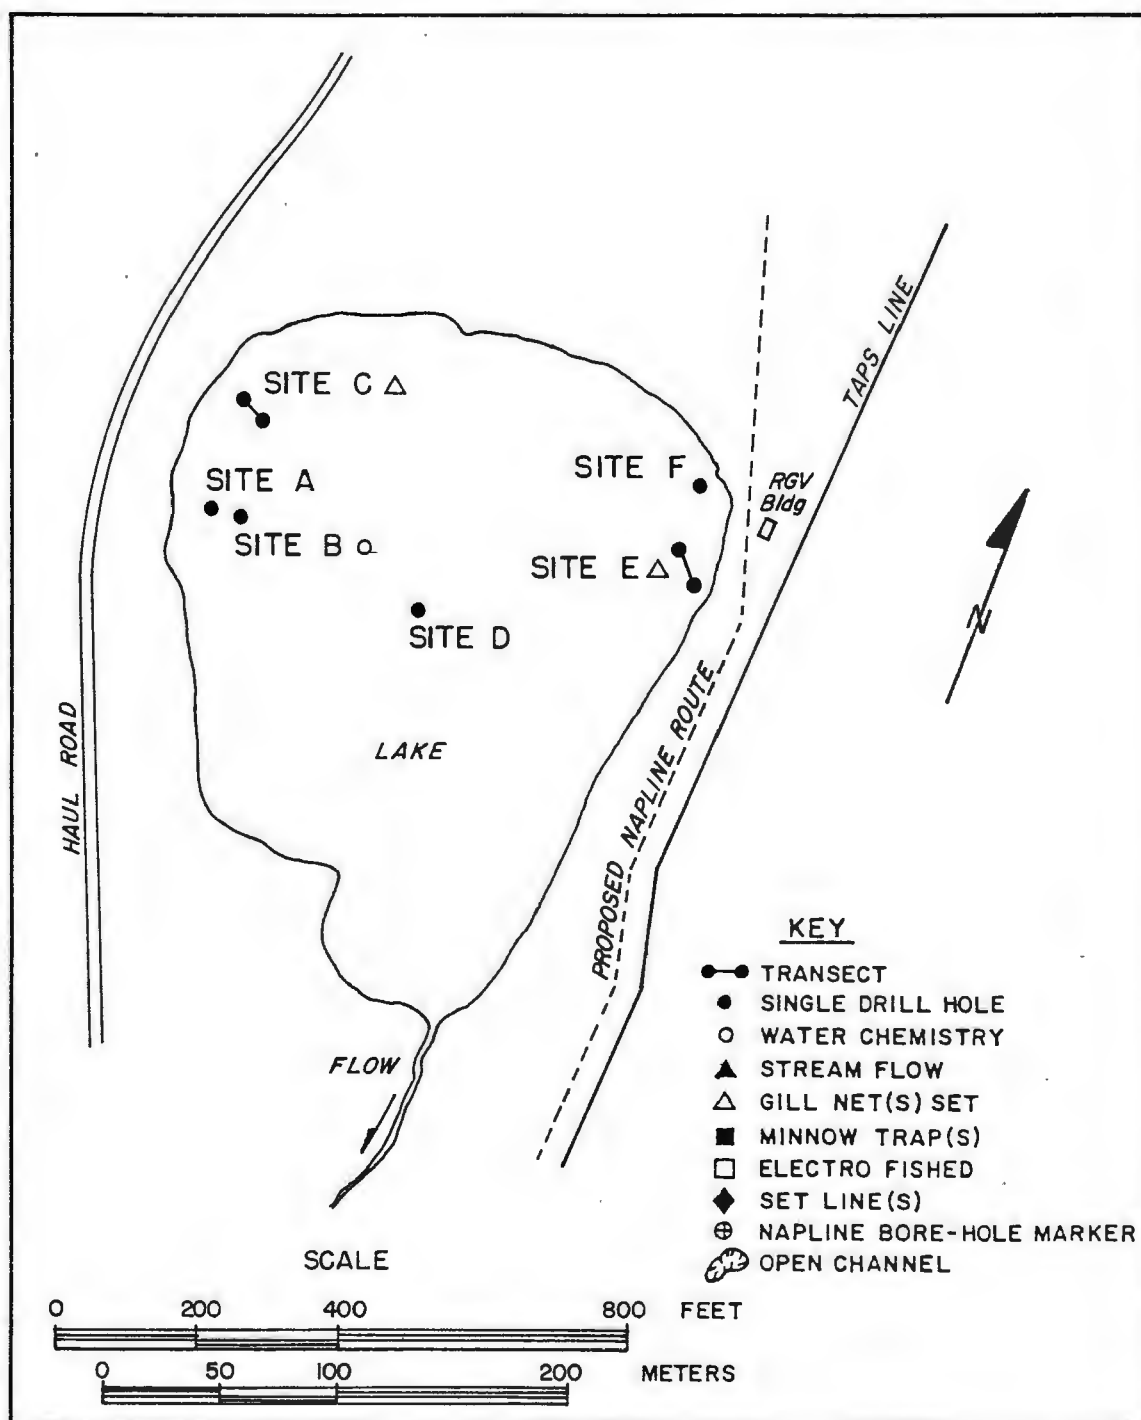 SITE C
SITE A
SITE B
SITE F
SITE E
SITE D
RGV
Bldg
TAPS LINE
N
HAUL ROAD
LAKE
PROPOSED NAPLINE ROUTE
FLOW
KEY
TRANSECT
SINGLE DRILL HOLE
WATER CHEMISTRY
STREAM FLOW
GILL NET(S) SET
MINNOW TRAP(S)
ELECTRO FISHED
SET LINE(S)
NAPLINE BORE-HOLE MARKER
OPEN CHANNEL
SCALE
0 200 400 800 FEET
0 50 100 200 METERS